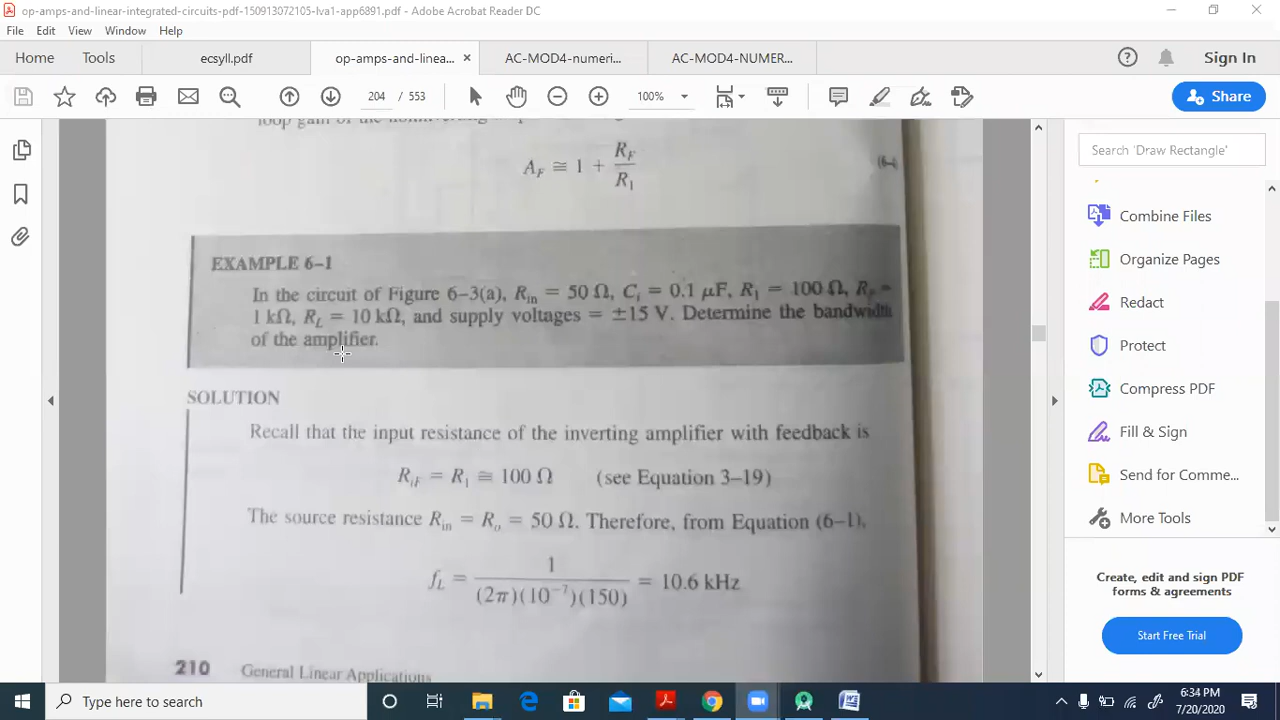 op-amps-and-linear-integrated-circuits-pdf-150913072105-lva1-app6891.pdf - Adobe Acrobat Reader DC
File Edit View Window Help
Home Tools ecsyll.pdf op-amps-and-linea... × AC-MOD4-numeri... AC-MOD4-NUMER... Sign In
204 / 553 100% Share
A_F ≅ 1 + R_F / R_1
EXAMPLE 6–1
In the circuit of Figure 6–3(a), R_in = 50 Ω, C_i = 0.1 μF, R_1 = 100 Ω, R_F =
1 kΩ, R_L = 10 kΩ, and supply voltages = ±15 V. Determine the bandwidth
of the amplifier.
SOLUTION
Recall that the input resistance of the inverting amplifier with feedback is
R_iF = R_1 ≅ 100 Ω (see Equation 3–19)
The source resistance R_in = R_o = 50 Ω. Therefore, from Equation (6–1),
f_L = 1 / (2π)(10^−7)(150) = 10.6 kHz
210 General Linear Applications
Search 'Draw Rectangle'
Combine Files
Organize Pages
Redact
Protect
Compress PDF
Fill & Sign
Send for Comme...
More Tools
Create, edit and sign PDF
forms & agreements
Start Free Trial
Type here to search
6:34 PM
7/20/2020